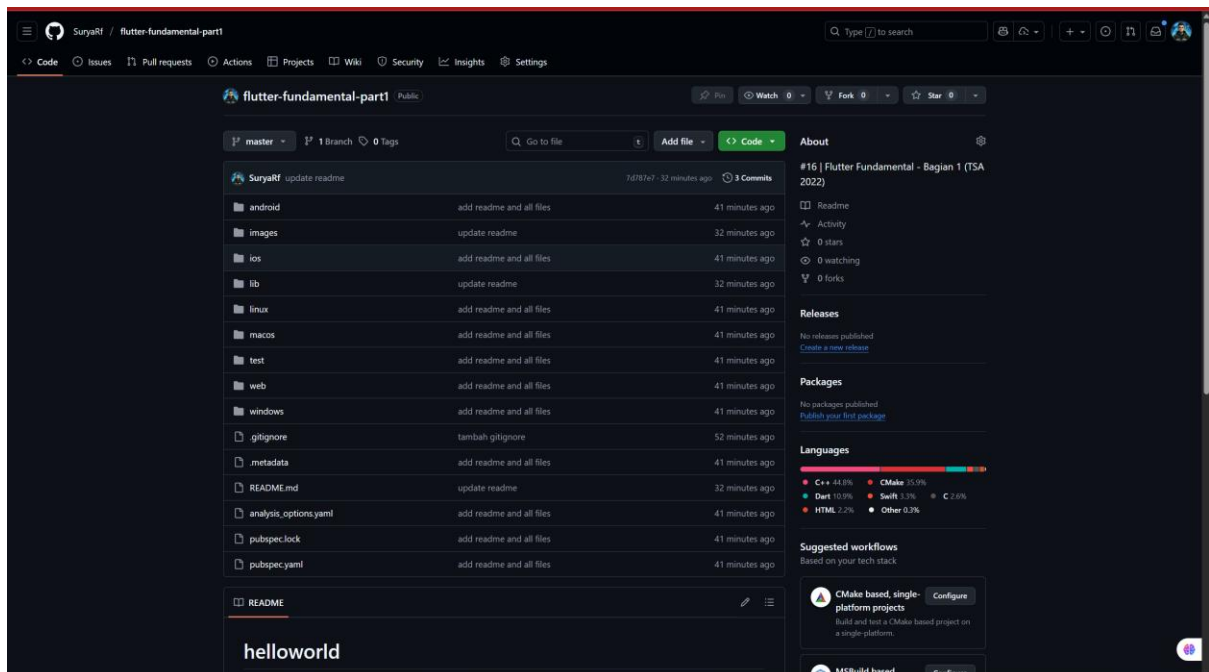 SuryaRf / flutter-fundamental-part1
Type / to search
Code Issues Pull requests Actions Projects Wiki Security Insights Settings
flutter-fundamental-part1 Public
Pin Watch 0 Fork 0 Star 0
master 1 Branch 0 Tags Go to file t Add file Code
SuryaRf update readme 7d787e7 · 32 minutes ago 3 Commits
android add readme and all files 41 minutes ago
images update readme 32 minutes ago
ios add readme and all files 41 minutes ago
lib update readme 32 minutes ago
linux add readme and all files 41 minutes ago
macos add readme and all files 41 minutes ago
test add readme and all files 41 minutes ago
web add readme and all files 41 minutes ago
windows add readme and all files 41 minutes ago
.gitignore tambah gitignore 52 minutes ago
.metadata add readme and all files 41 minutes ago
README.md update readme 32 minutes ago
analysis_options.yaml add readme and all files 41 minutes ago
pubspec.lock add readme and all files 41 minutes ago
pubspec.yaml add readme and all files 41 minutes ago
README
helloworld
About
#16 | Flutter Fundamental - Bagian 1 (TSA
2022)
Readme
Activity
0 stars
0 watching
0 forks
Releases
No releases published
Create a new release
Packages
No packages published
Publish your first package
Languages
C++ 44.8% CMake 35.9%
Dart 10.9% Swift 3.3% C 2.6%
HTML 2.2% Other 0.3%
Suggested workflows
Based on your tech stack
CMake based, single-
platform projects
Configure
Build and test a CMake based project on
a single-platform.
MSBuild based
Configure